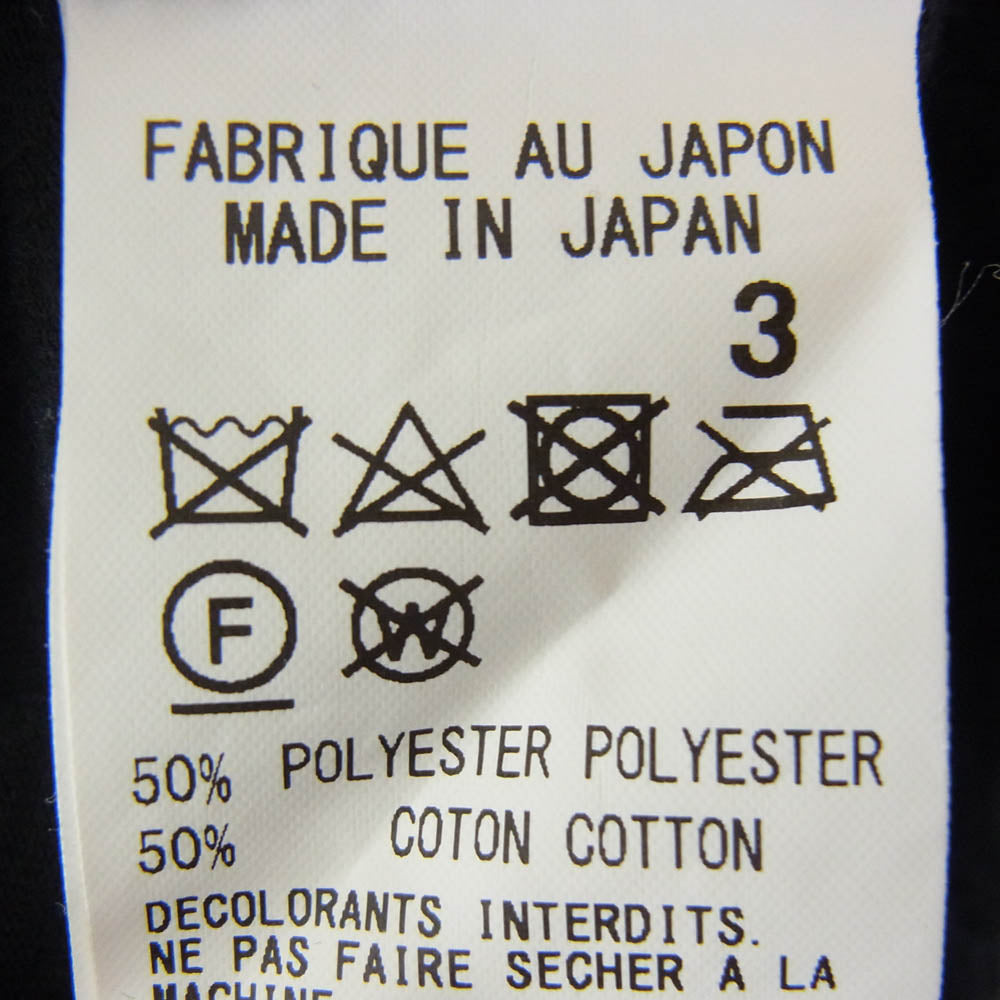 FABRIQUE AU JAPON
MADE IN JAPAN
3
F W
50% POLYESTER POLYESTER
50% COTON COTTON
DECOLORANTS INTERDITS.
NE PAS FAIRE SECHER A LA
MACHINE